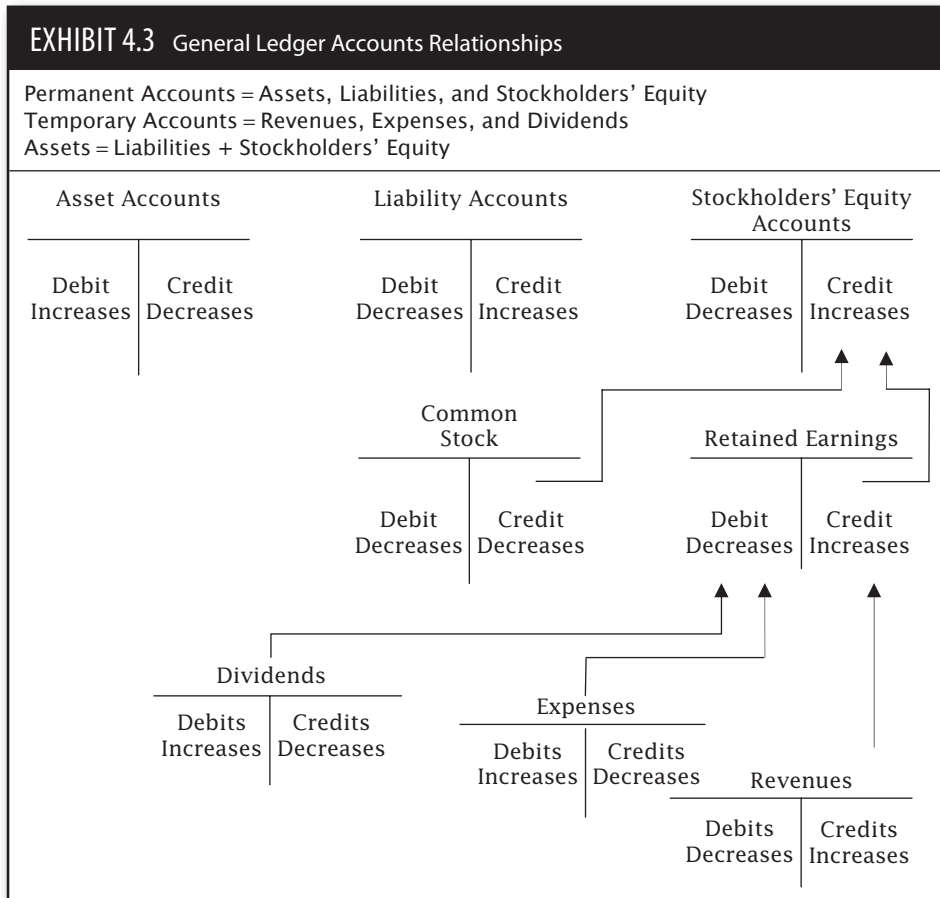 EXHIBIT 4.3 General Ledger Accounts Relationships
Permanent Accounts = Assets, Liabilities, and Stockholders' Equity
Temporary Accounts = Revenues, Expenses, and Dividends
Assets = Liabilities + Stockholders' Equity
Asset Accounts
Debit Credit
Increases Decreases
Liability Accounts
Debit Credit
Decreases Increases
Stockholders' Equity
Accounts
Debit Credit
Decreases Increases
Common
Stock
Debit Credit
Decreases Decreases
Retained Earnings
Debit Credit
Decreases Increases
Dividends
Debits Credits
Increases Decreases
Expenses
Debits Credits
Increases Decreases
Revenues
Debits Credits
Decreases Increases